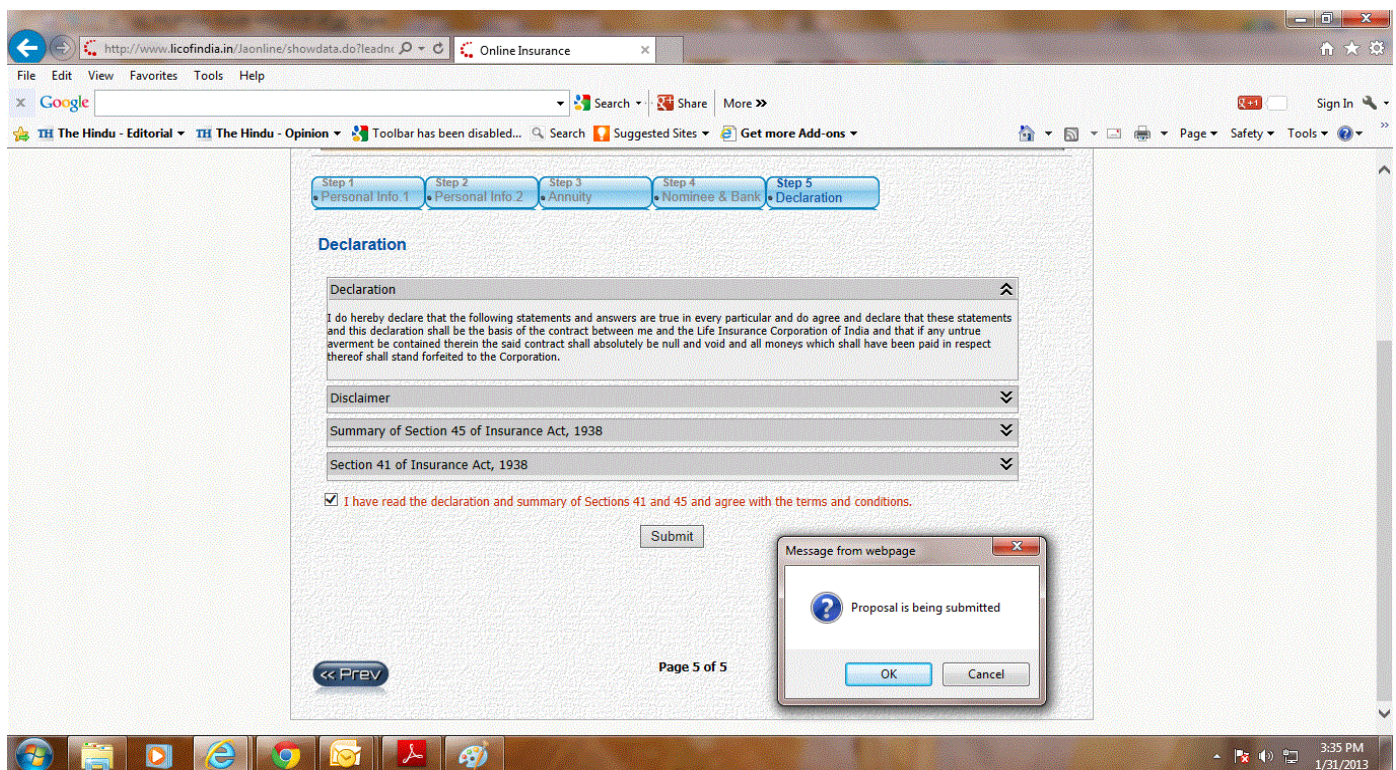 http://www.licofindia.in/Jaonline/showdata.do?leadn
Online Insurance
File Edit View Favorites Tools Help
x Google
Search
Share
More »
Sign In
TH The Hindu - Editorial
TH The Hindu - Opinion
Toolbar has been disabled...
Search
Suggested Sites
Get more Add-ons
Page
Safety
Tools
Step 1
Personal Info.1
Step 2
Personal Info.2
Step 3
Annuity
Step 4
Nominee & Bank
Step 5
Declaration
Declaration
Declaration
I do hereby declare that the following statements and answers are true in every particular and do agree and declare that these statements
and this declaration shall be the basis of the contract between me and the Life Insurance Corporation of India and that if any untrue
averment be contained therein the said contract shall absolutely be null and void and all moneys which shall have been paid in respect
thereof shall stand forfeited to the Corporation.
Disclaimer
Summary of Section 45 of Insurance Act, 1938
Section 41 of Insurance Act, 1938
I have read the declaration and summary of Sections 41 and 45 and agree with the terms and conditions.
Submit
Message from webpage
Proposal is being submitted
OK
Cancel
<< Prev
Page 5 of 5
3:35 PM
1/31/2013